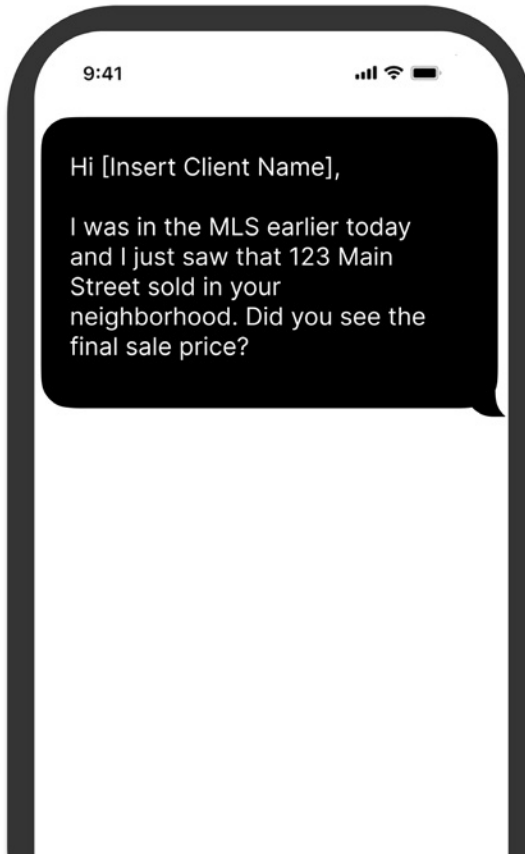 9:41
Hi [Insert Client Name],
I was in the MLS earlier today
and I just saw that 123 Main
Street sold in your
neighborhood. Did you see the
final sale price?